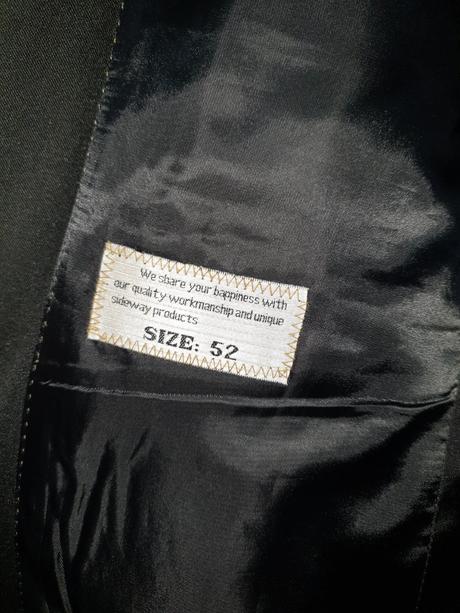 We share your happiness with
our quality workmanship and unique
sideway products
SIZE: 52